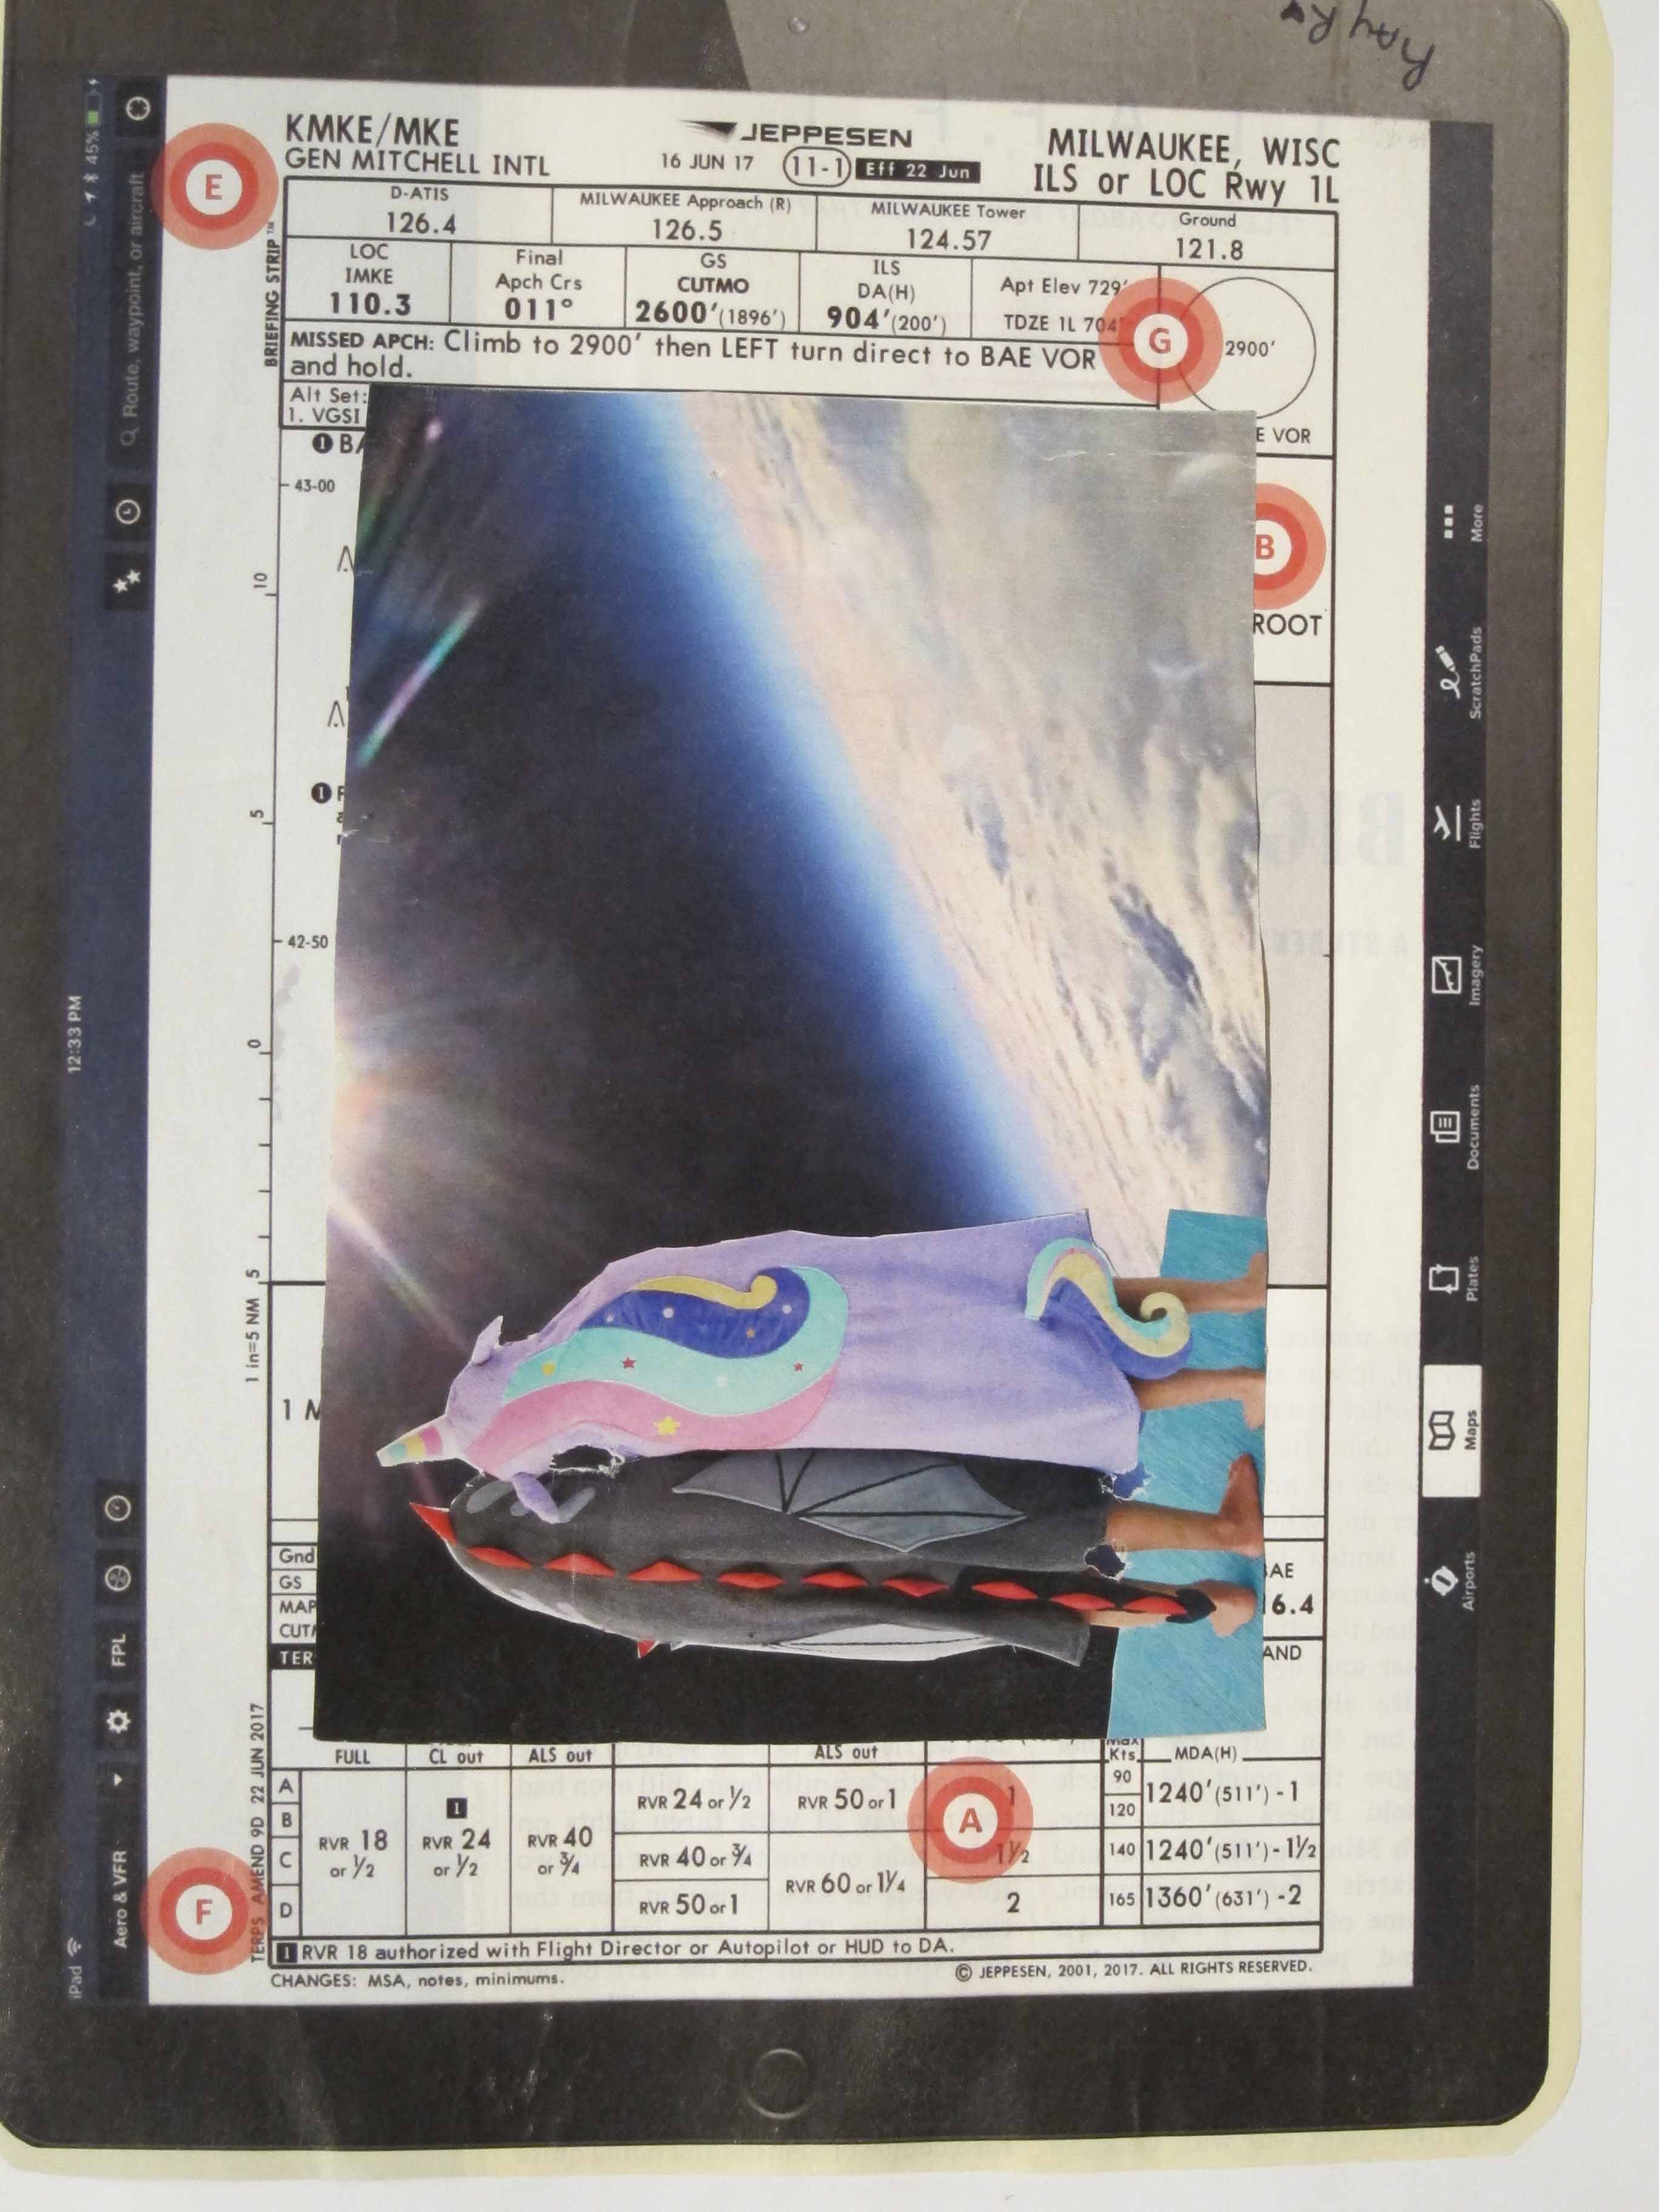 Ray R.
iPad
12:33 PM
45%
Aero & VFR
FPL
Route, waypoint, or aircraft
KMKE/MKE
GEN MITCHELL INTL
JEPPESEN
16 JUN 17
11-1
Eff 22 Jun
MILWAUKEE, WISC
ILS or LOC Rwy 1L
E
BRIEFING STRIP™
D-ATIS
126.4
MILWAUKEE Approach (R)
126.5
MILWAUKEE Tower
124.57
Ground
121.8
LOC
IMKE
110.3
Final
Apch Crs
011°
GS
CUTMO
2600'(1896')
ILS
DA(H)
904'(200')
Apt Elev 729'
TDZE 1L 704'
G
2900'
MISSED APCH: Climb to 2900' then LEFT turn direct to BAE VOR
and hold.
Alt Set:
1. VGSI
E VOR
1 BA
43-00
B
ROOT
10
5
1 F
42-50
0
5
1 in=5 NM
1 M
Gnd
GS
MAP
CUTM
TER
BAE
16.4
AND
FULL
CL out
ALS out
ALS out
Max
Kts
MDA(H)
A
B
C
D
RVR 18
or 1/2
1
RVR 24
or 1/2
RVR 40
or 3/4
RVR 24 or 1/2
RVR 40 or 3/4
RVR 50 or 1
RVR 50 or 1
RVR 60 or 1 1/4
A
1
1 1/2
2
90
120
140
165
1240'(511')-1
1240'(511')-1 1/2
1360'(631')-2
F
TERPS AMEND 9D 22 JUN 2017
1 RVR 18 authorized with Flight Director or Autopilot or HUD to DA.
CHANGES: MSA, notes, minimums.
© JEPPESEN, 2001, 2017. ALL RIGHTS RESERVED.
Airports
Maps
Plates
Documents
Imagery
Flights
ScratchPads
More